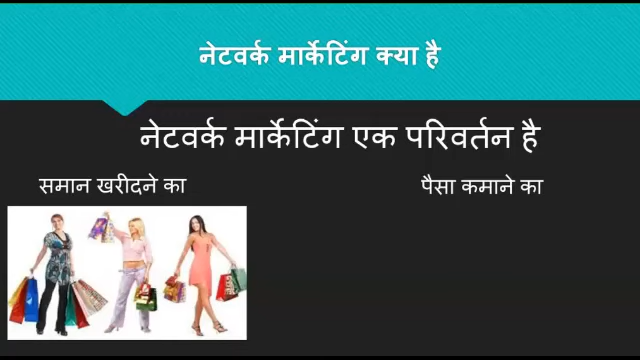 नेटवर्क मार्केटिंग क्या है
नेटवर्क मार्केटिंग एक परिवर्तन है
समान खरीदने का
पैसा कमाने का